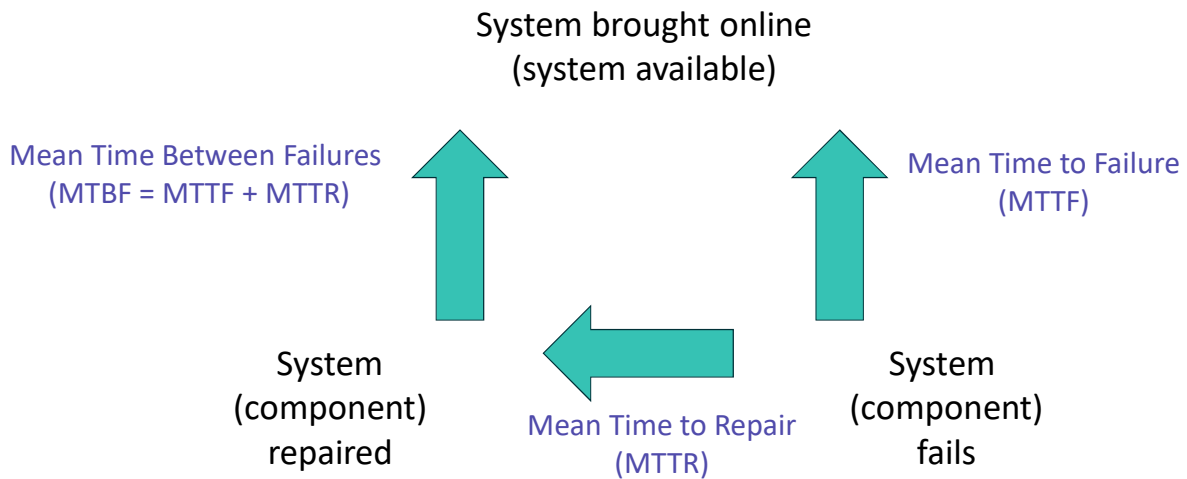 System brought online
(system available)
Mean Time Between Failures
(MTBF = MTTF + MTTR)
Mean Time to Failure
(MTTF)
System
(component)
repaired
Mean Time to Repair
(MTTR)
System
(component)
fails